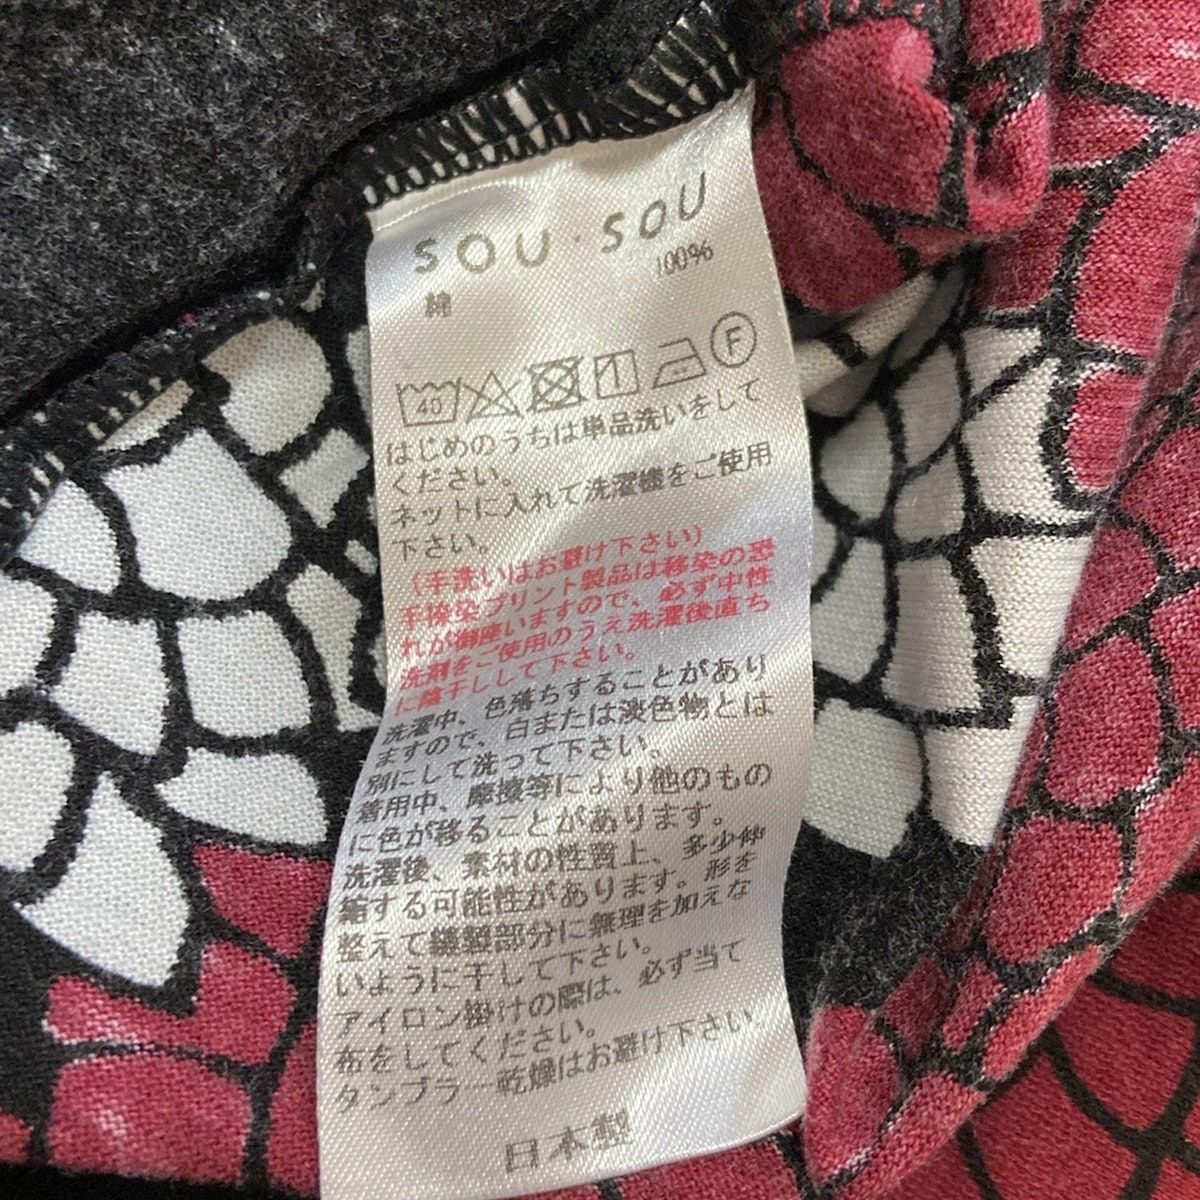 SOU・SOU
綿 100%
40 1 F
はじめのうちは単品洗いをして
ください。
ネットに入れて洗濯機をご使用
下さい。
(手洗いはお避け下さい)
手捺染プリント製品は移染の恐
れが御座いますので、必ず中性
洗剤をご使用のうえ洗濯後直ち
に陰干しして下さい。
洗濯中、色落ちすることがあり
ますので、白または淡色物とは
別にして洗って下さい。
着用中、摩擦等により他のもの
に色が移ることがあります。
洗濯後、素材の性質上、多少伸
縮する可能性があります。形を
整えて縫製部分に無理を加えな
いように干して下さい。
アイロン掛けの際は、必ず当て
布をしてください。
タンブラー乾燥はお避け下さい。
日本製